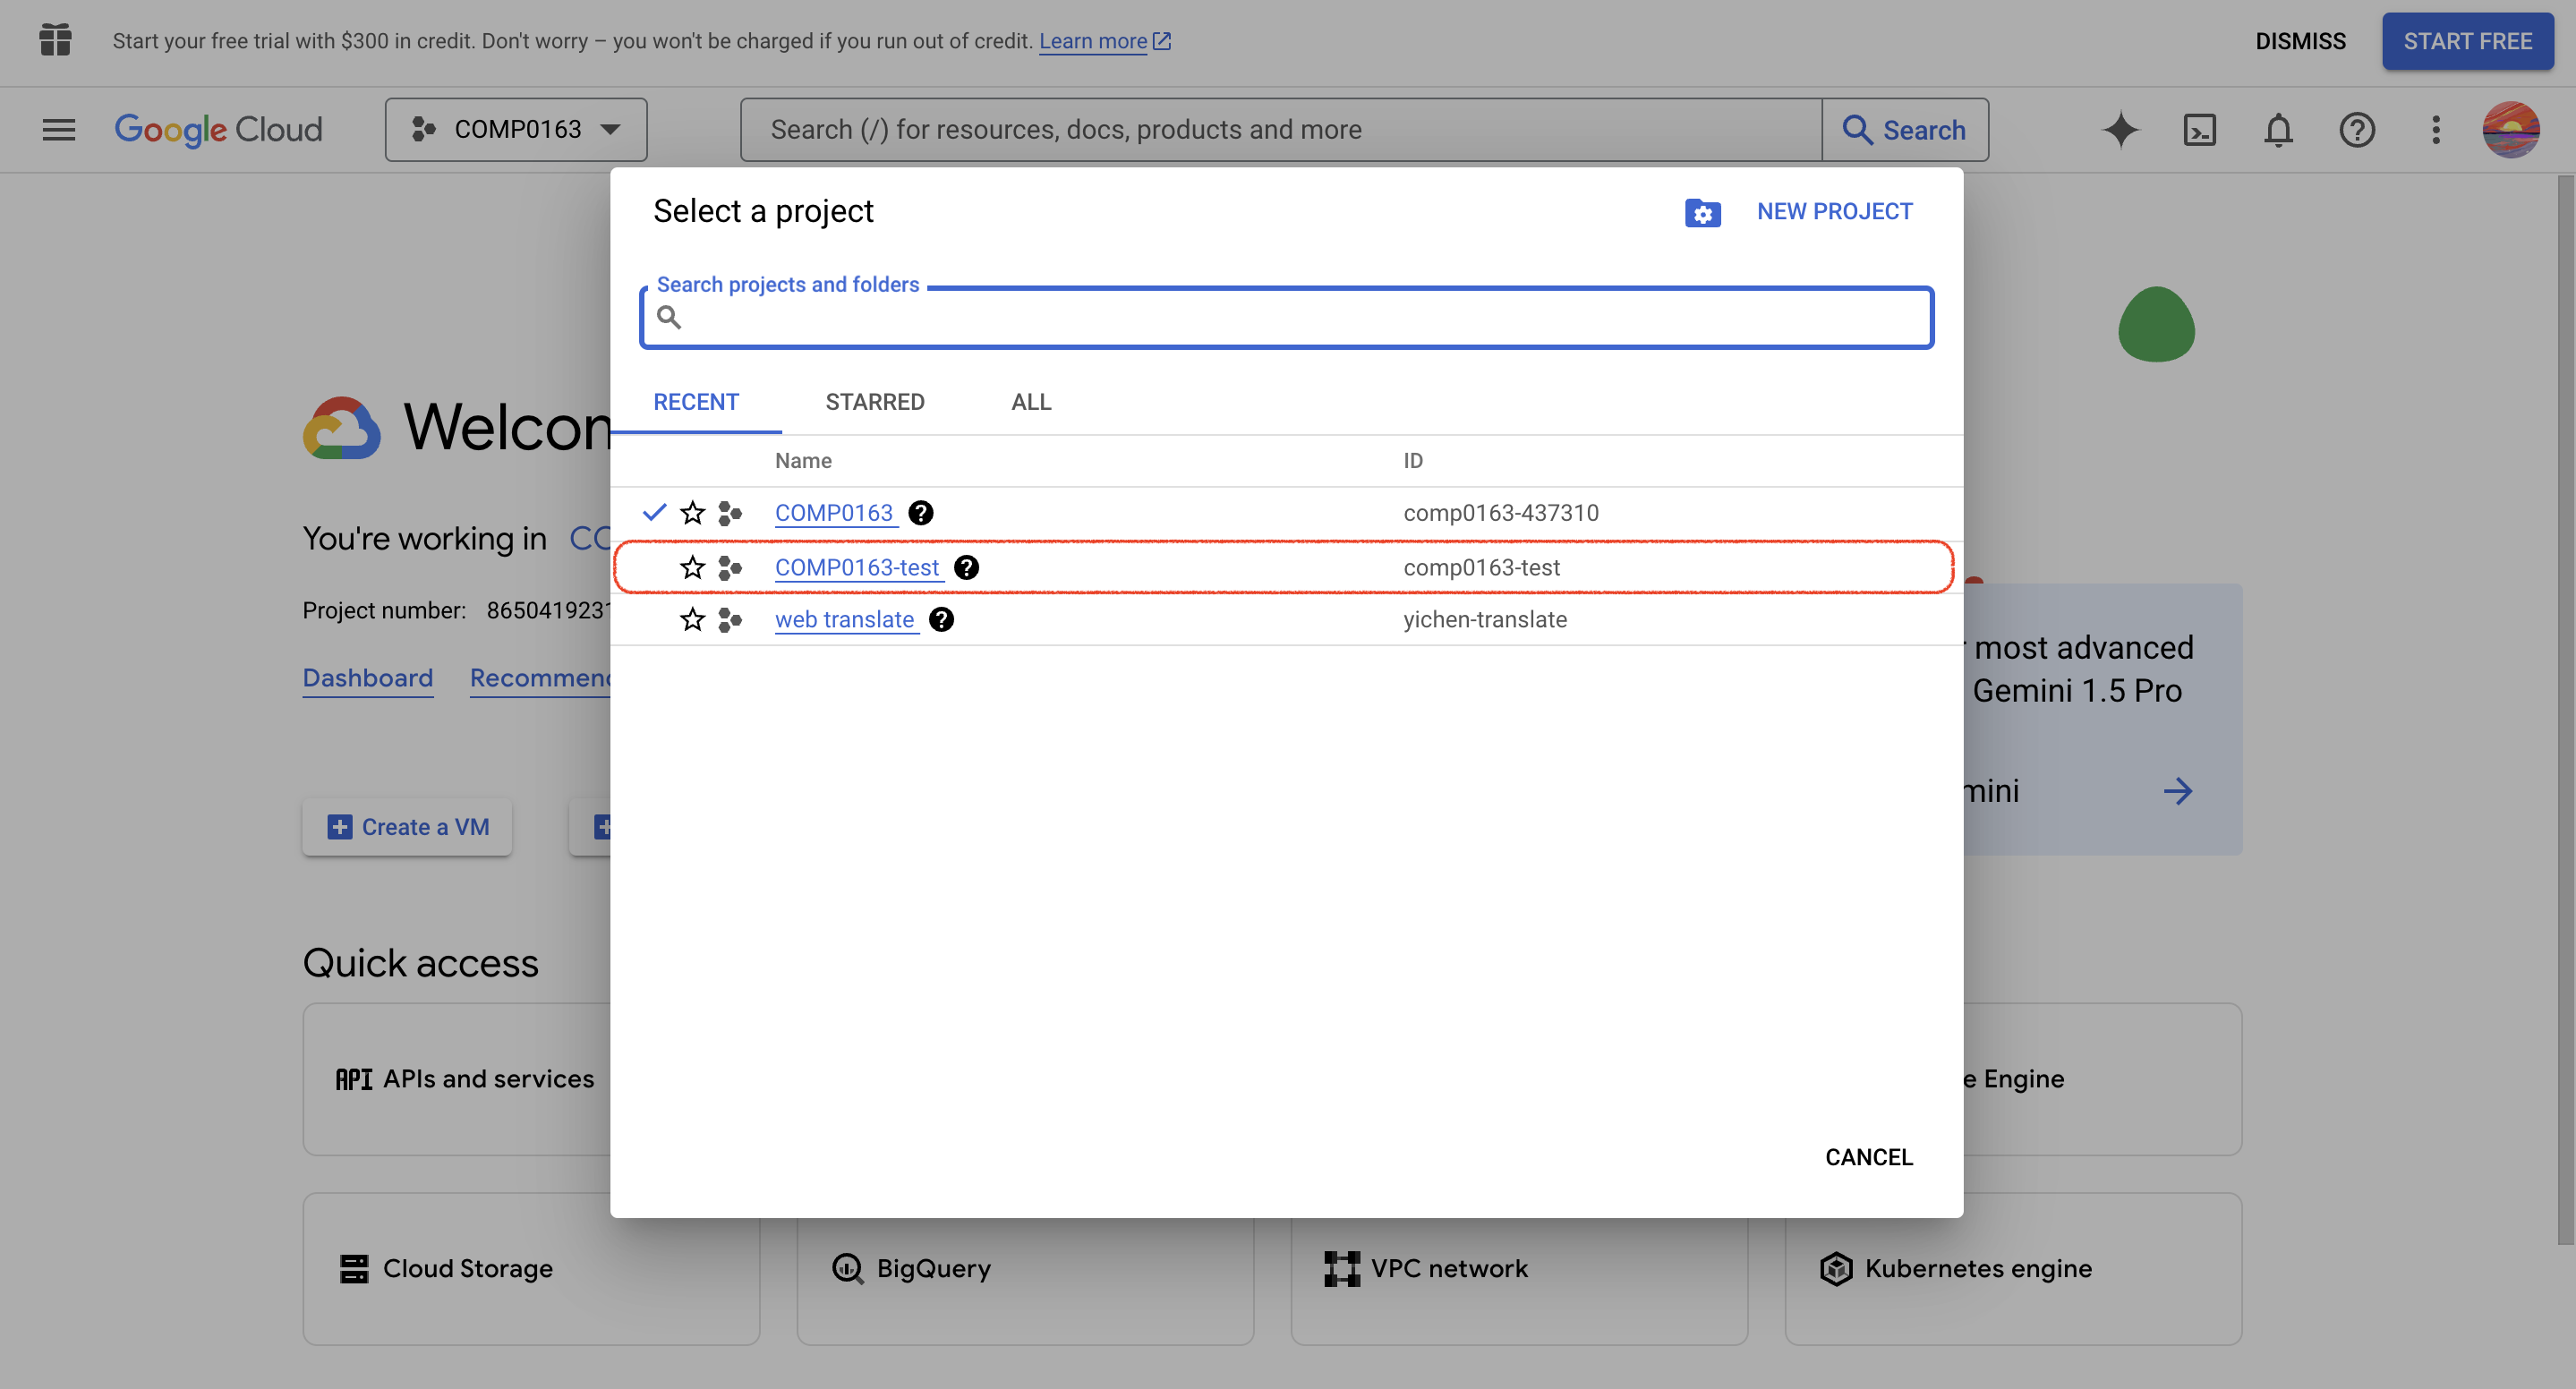 Start your free trial with $300 in credit. Don't worry – you won't be charged if you run out of credit. Learn more
DISMISS
START FREE
Google Cloud
COMP0163
Search (/) for resources, docs, products and more
Search
Select a project
NEW PROJECT
Search projects and folders
RECENT
STARRED
ALL
Name
ID
COMP0163
comp0163-437310
COMP0163-test
comp0163-test
web translate
yichen-translate
CANCEL
You're working in
Project number: 865041923
Dashboard
most advanced
Gemini 1.5 Pro
Create a VM
Quick access
API APIs and services
Engine
Cloud Storage
BigQuery
VPC network
Kubernetes engine